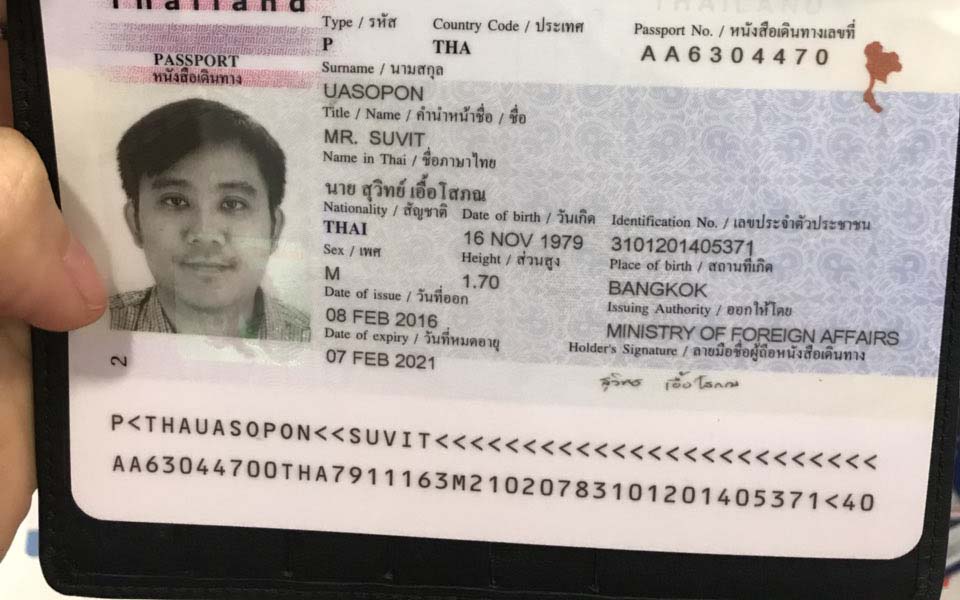 Thailand
Type / รหัส
Country Code / ประเทศ
Passport No. / หนังสือเดินทางเลขที่
P
THA
AA6304470
PASSPORT
หนังสือเดินทาง
Surname / นามสกุล
UASOPON
Title / Name / คำนำหน้าชื่อ / ชื่อ
MR. SUVIT
Name in Thai / ชื่อภาษาไทย
นาย สุวิทย์ เอื้อโสภณ
Nationality / สัญชาติ
Date of birth / วันเกิด
Identification No. / เลขประจำตัวประชาชน
THAI
16 NOV 1979
3101201405371
Sex / เพศ
Height / ส่วนสูง
Place of birth / สถานที่เกิด
M
1.70
BANGKOK
Date of issue / วันที่ออก
Issuing Authority / ออกให้โดย
08 FEB 2016
MINISTRY OF FOREIGN AFFAIRS
Date of expiry / วันที่หมดอายุ
Holder's Signature / ลายมือชื่อผู้ถือหนังสือเดินทาง
07 FEB 2021
สุวิทย์ เอื้อโสภณ
2
P<THAUASOPON<<SUVIT<<<<<<<<<<<<<<<<<<<<<<<<<
AA63044700THA7911163M21020783101201405371<40